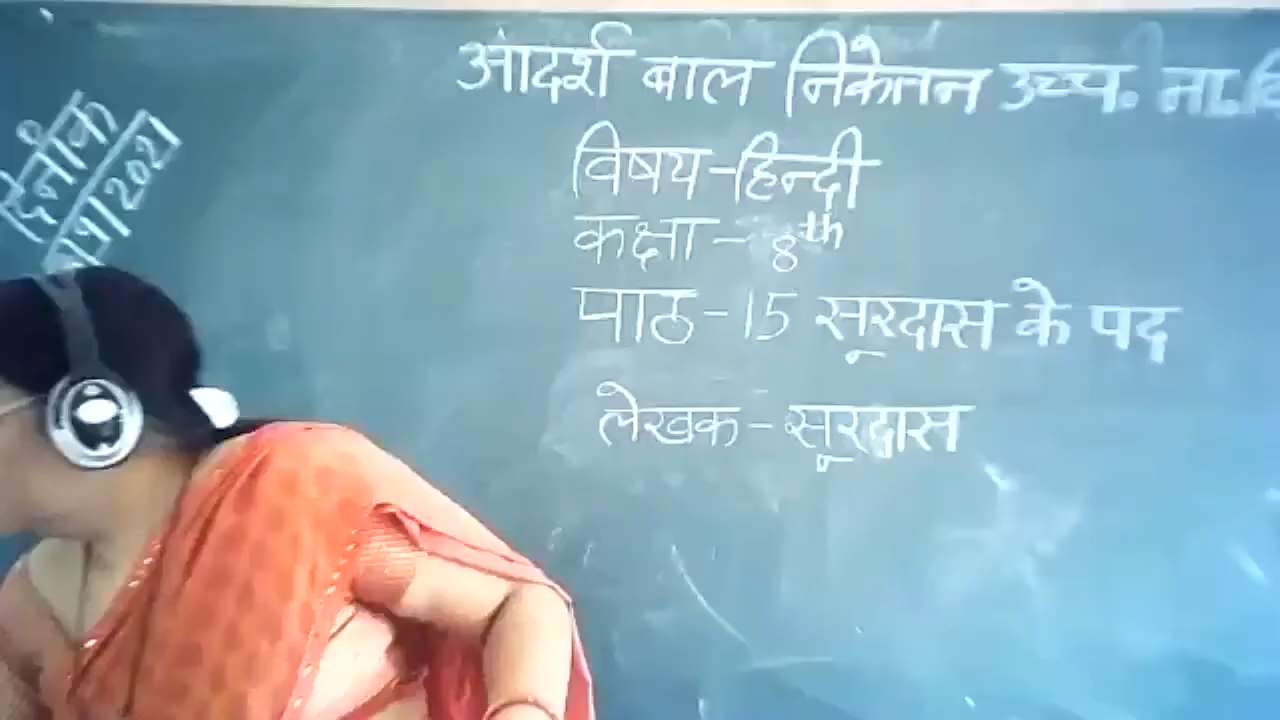 आदर्श बाल निकेतन उच्च. मा. वि
दिनाँक
विषय-हिन्दी
कक्षा - 8th
पाठ-15 सूरदास के पद
लेखक - सूरदास